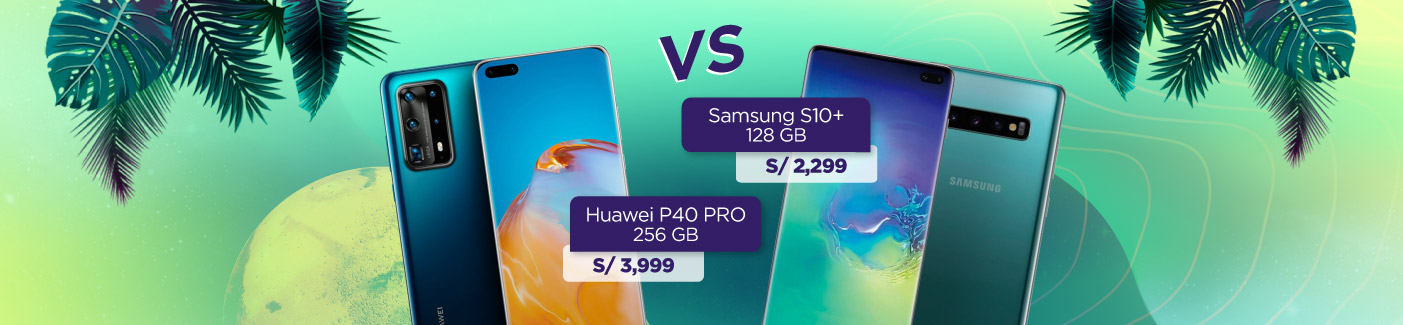 VS
Samsung S10+
128 GB
S/ 2,299
SAMSUNG
Huawei P40 PRO
256 GB
S/ 3,999